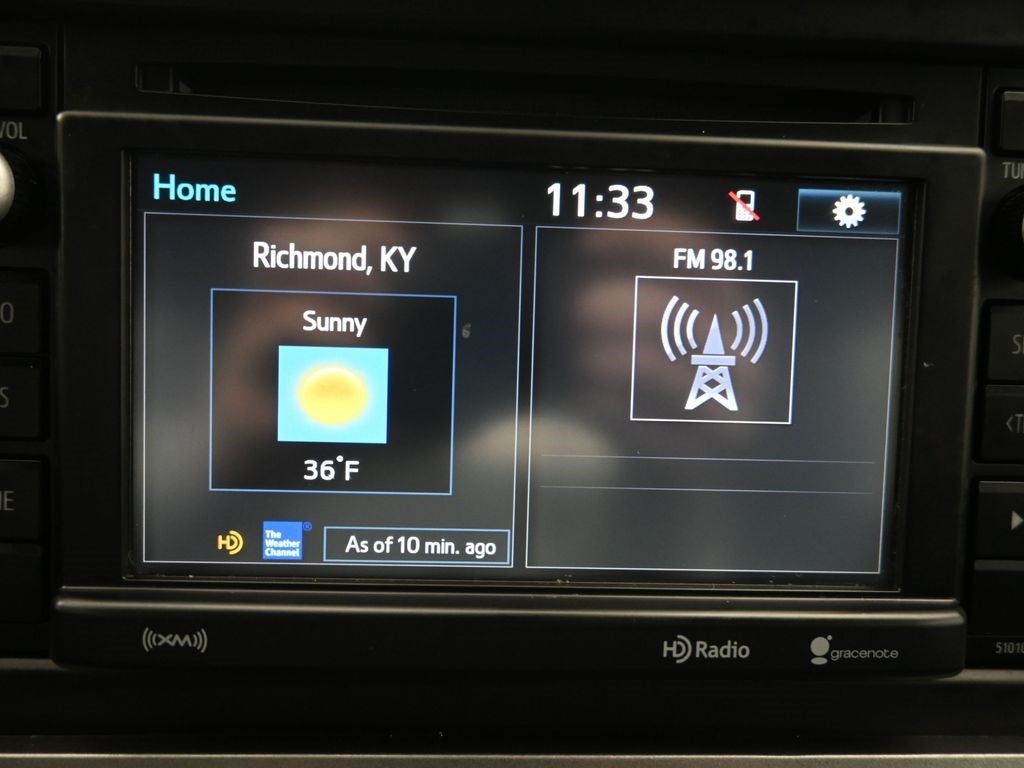 VOL
Home
11:33
Richmond, KY
Sunny
36°F
HD
The
Weather
Channel®
As of 10 min. ago
FM 98.1
((XM))
HD Radio
gracenote